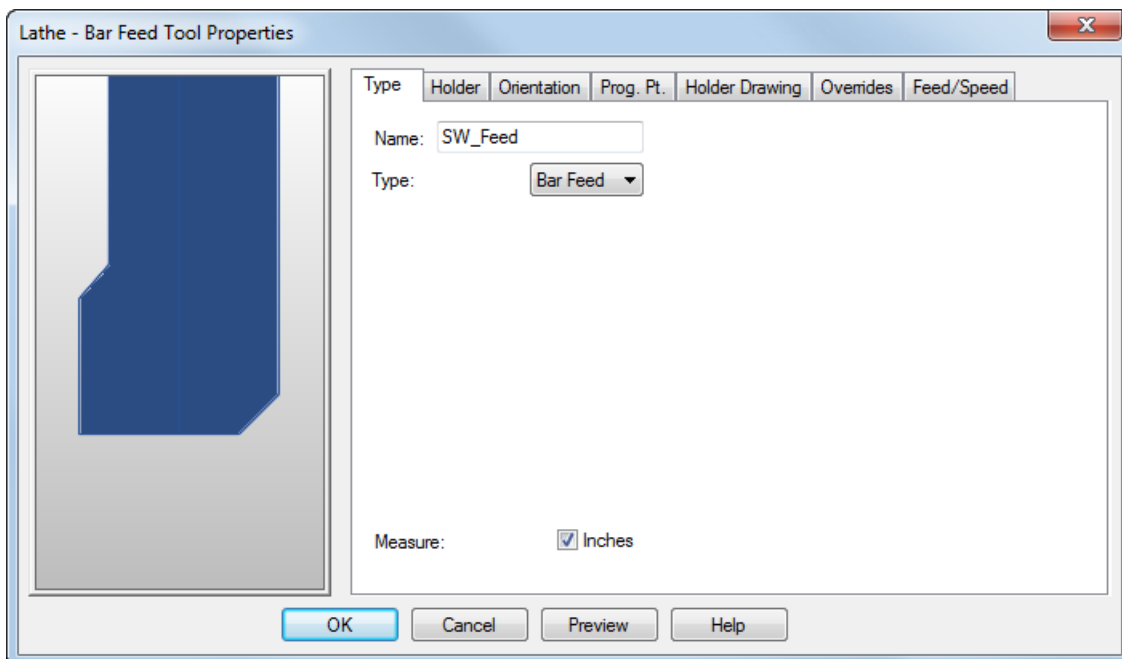 Lathe - Bar Feed Tool Properties
Type Holder Orientation Prog. Pt. Holder Drawing Overrides Feed/Speed
Name: SW_Feed
Type: Bar Feed
Measure: Inches
OK Cancel Preview Help